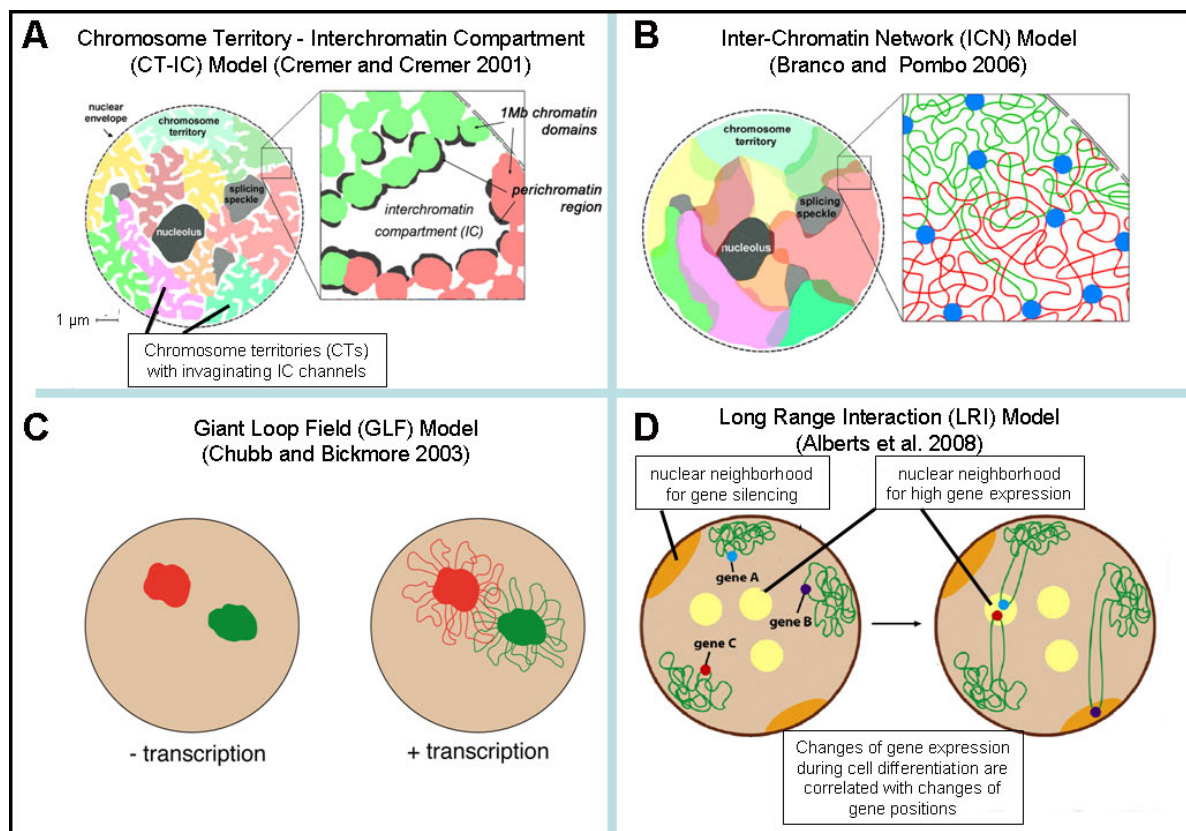 A
Chromosome Territory - Interchromatin Compartment
(CT-IC) Model (Cremer and Cremer 2001)
nuclear
envelope
chromosome
territory
splicing
speckle
nucleolus
1Mb chromatin
domains
perichromatin
region
interchromatin
compartment (IC)
1 µm
Chromosome territories (CTs)
with invaginating IC channels
B
Inter-Chromatin Network (ICN) Model
(Branco and Pombo 2006)
chromosome
territory
splicing
speckle
nucleolus
C
Giant Loop Field (GLF) Model
(Chubb and Bickmore 2003)
- transcription
+ transcription
D
Long Range Interaction (LRI) Model
(Alberts et al. 2008)
nuclear neighborhood
for gene silencing
nuclear neighborhood
for high gene expression
gene A
gene B
gene C
Changes of gene expression
during cell differentiation are
correlated with changes of
gene positions